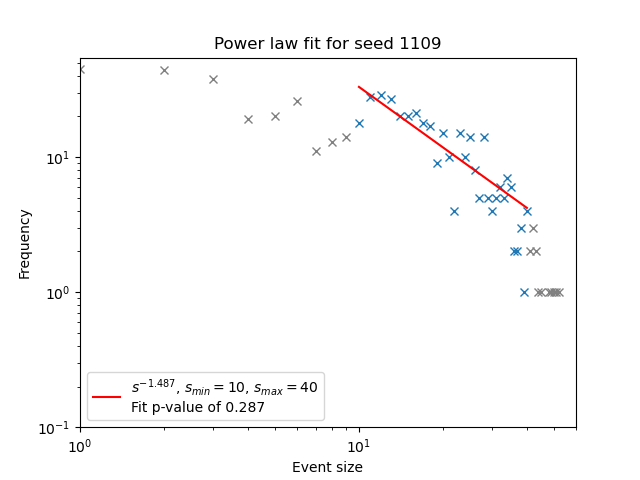 Power law fit for seed 1109
Frequency
10¹
10⁰
10⁻¹
s^{-1.487}, s_{min} = 10, s_{max} = 40
Fit p-value of 0.287
10⁰ 10¹
Event size